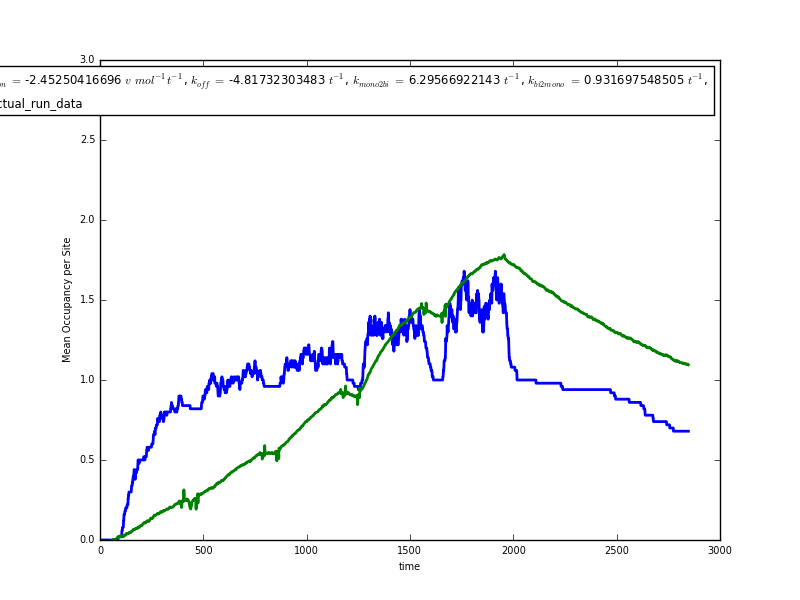 = -2.45250416696 v mol⁻¹t⁻¹, k_off = -4.81732303483 t⁻¹, k_mono2bi = 6.29566922143 t⁻¹, k_bi2mono = 0.931697548505 t⁻¹,
ctual_run_data
3.0
2.5
2.0
1.5
1.0
0.5
0.0
Mean Occupancy per Site
0 500 1000 1500 2000 2500 3000
time